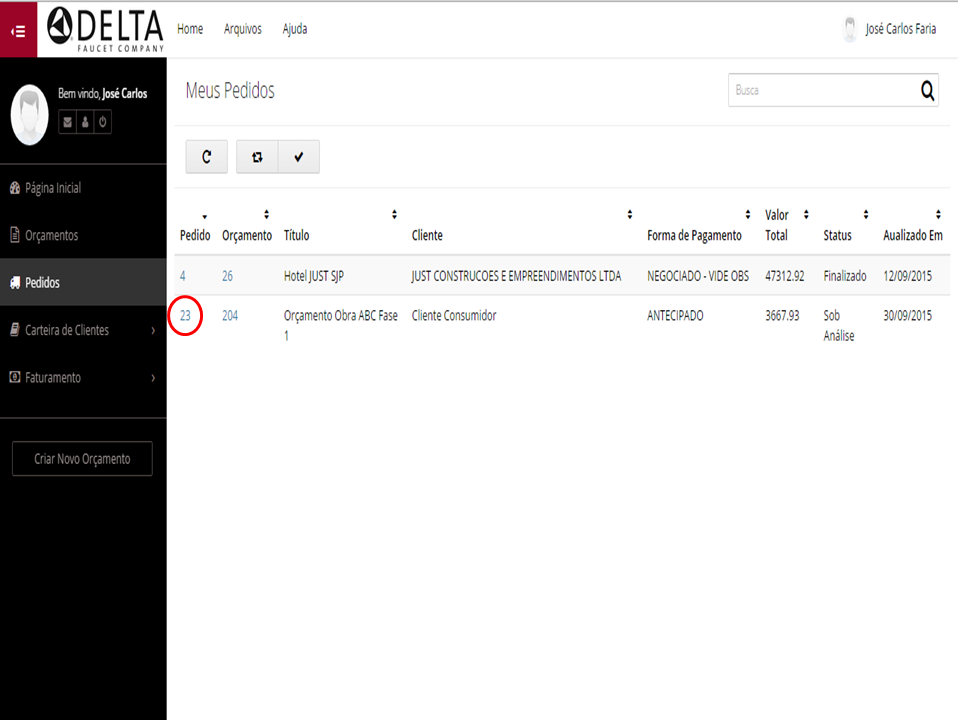 DELTA
FAUCET COMPANY
Home Arquivos Ajuda
José Carlos Faria
Bem vindo, José Carlos
Meus Pedidos
Busca
Página Inicial
Orçamentos
Pedidos
Carteira de Clientes
Faturamento
Criar Novo Orçamento
Pedido Orçamento Título Cliente Forma de Pagamento Valor Total Status Aualizado Em
4 26 Hotel JUST SJP JUST CONSTRUCOES E EMPREENDIMENTOS LTDA NEGOCIADO - VIDE OBS 47312.92 Finalizado 12/09/2015
23 204 Orçamento Obra ABC Fase 1 Cliente Consumidor ANTECIPADO 3667.93 Sob Análise 30/09/2015